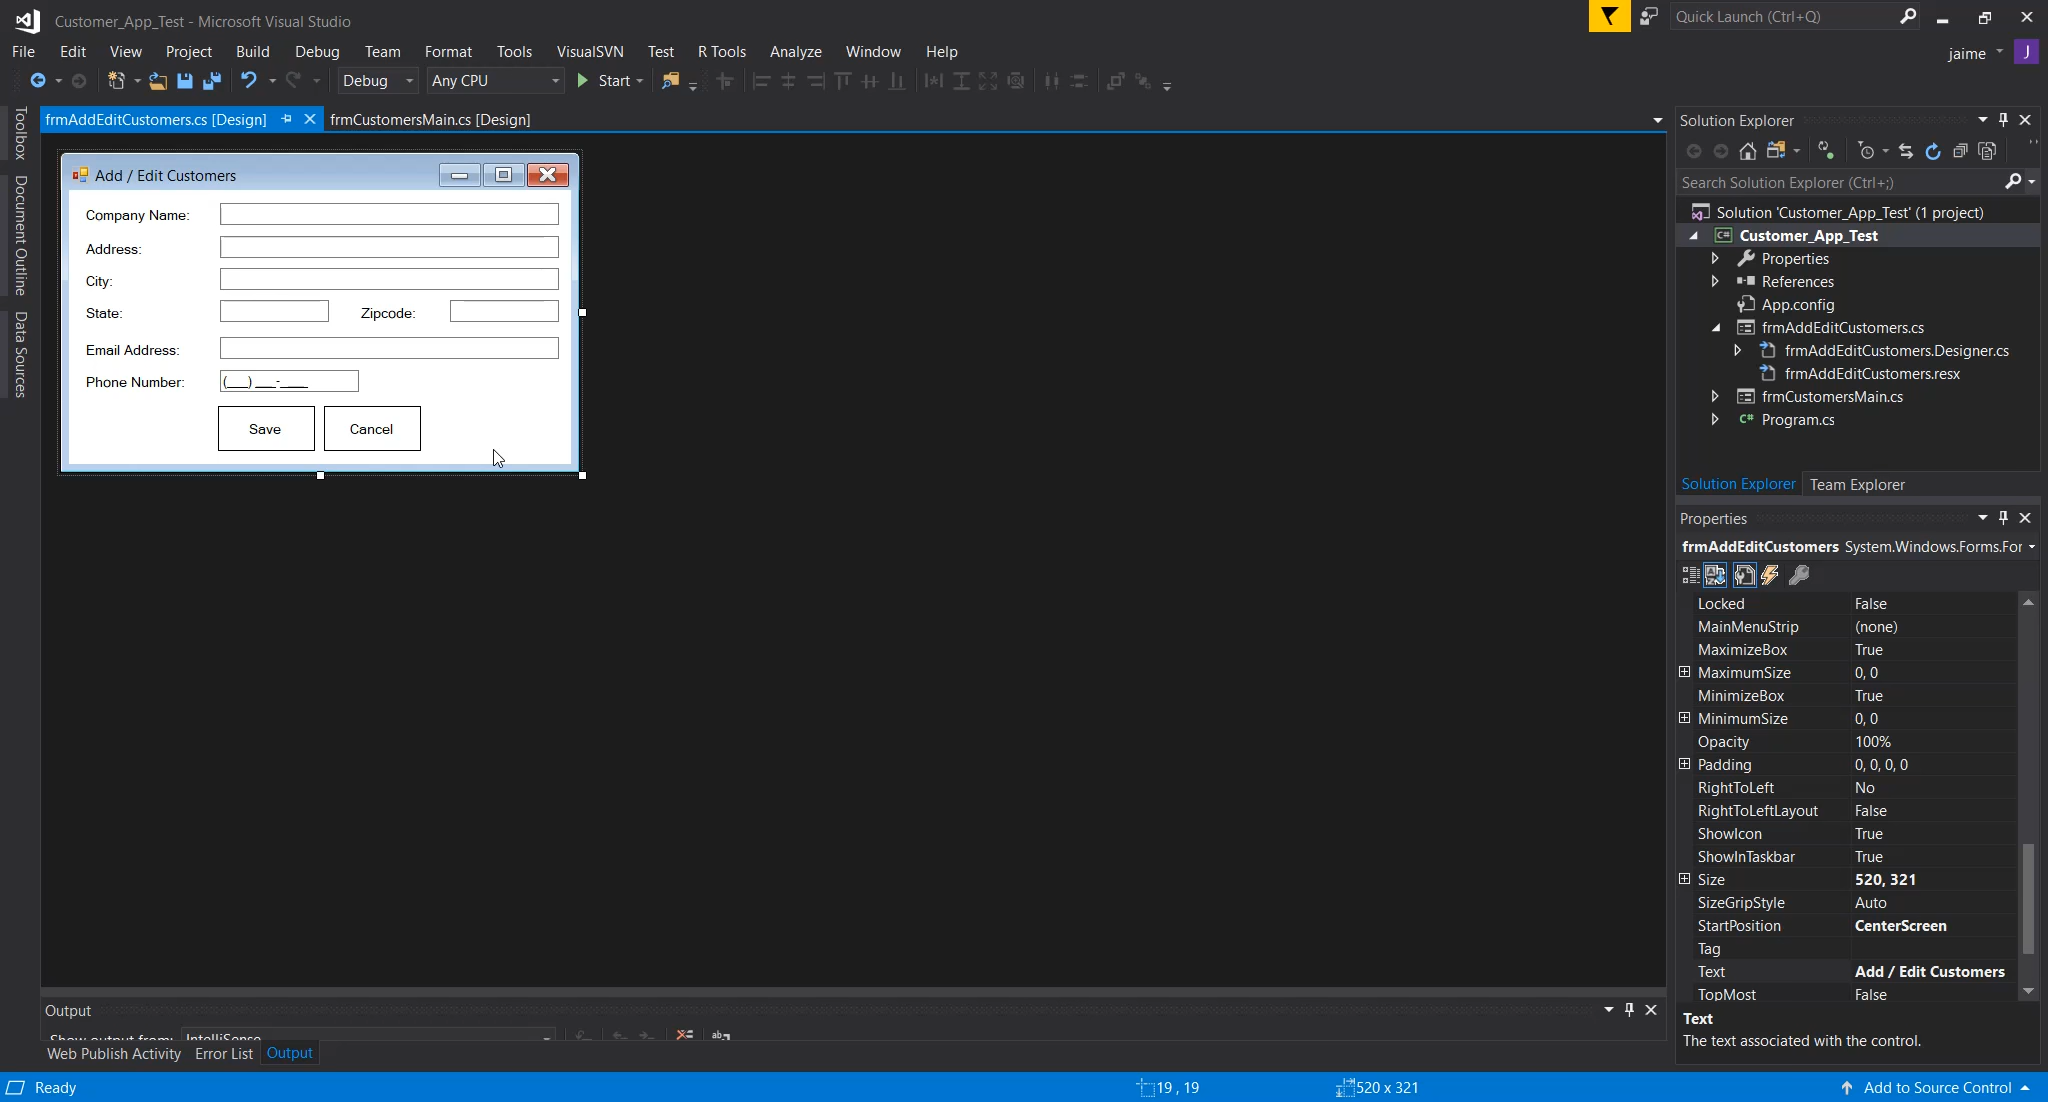 Customer_App_Test - Microsoft Visual Studio
Quick Launch (Ctrl+Q)
File Edit View Project Build Debug Team Format Tools VisualSVN Test R Tools Analyze Window Help
jaime J
Debug Any CPU Start
Toolbox
Document Outline
Data Sources
frmAddEditCustomers.cs [Design] frmCustomersMain.cs [Design]
Add / Edit Customers
Company Name:
Address:
City:
State: Zipcode:
Email Address:
Phone Number: (___) ___-____
Save Cancel
Solution Explorer
Search Solution Explorer (Ctrl+;)
Solution 'Customer_App_Test' (1 project)
C# Customer_App_Test
Properties
References
App.config
frmAddEditCustomers.cs
frmAddEditCustomers.Designer.cs
frmAddEditCustomers.resx
frmCustomersMain.cs
C# Program.cs
Solution Explorer Team Explorer
Properties
frmAddEditCustomers System.Windows.Forms.For
Locked False
MainMenuStrip (none)
MaximizeBox True
MaximumSize 0, 0
MinimizeBox True
MinimumSize 0, 0
Opacity 100%
Padding 0, 0, 0, 0
RightToLeft No
RightToLeftLayout False
ShowIcon True
ShowInTaskbar True
Size 520, 321
SizeGripStyle Auto
StartPosition CenterScreen
Tag
Text Add / Edit Customers
TopMost False
Text
The text associated with the control.
Output
Show output from: IntelliSense
Web Publish Activity Error List Output
Ready
19 , 19
520 x 321
Add to Source Control